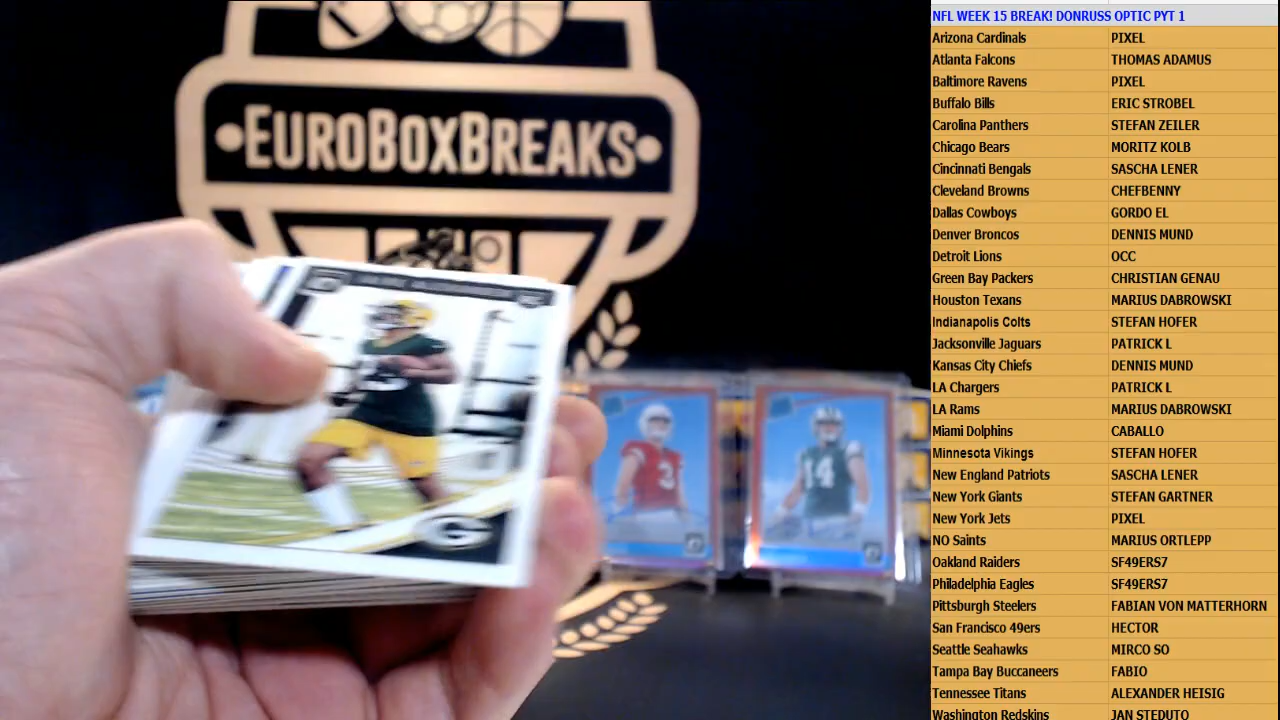 EUROBOXBREAKS
G
3
14
NFL WEEK 15 BREAK! DONRUSS OPTIC PYT 1
Arizona Cardinals PIXEL
Atlanta Falcons THOMAS ADAMUS
Baltimore Ravens PIXEL
Buffalo Bills ERIC STROBEL
Carolina Panthers STEFAN ZEILER
Chicago Bears MORITZ KOLB
Cincinnati Bengals SASCHA LENER
Cleveland Browns CHEFBENNY
Dallas Cowboys GORDO EL
Denver Broncos DENNIS MUND
Detroit Lions OCC
Green Bay Packers CHRISTIAN GENAU
Houston Texans MARIUS DABROWSKI
Indianapolis Colts STEFAN HOFER
Jacksonville Jaguars PATRICK L
Kansas City Chiefs DENNIS MUND
LA Chargers PATRICK L
LA Rams MARIUS DABROWSKI
Miami Dolphins CABALLO
Minnesota Vikings STEFAN HOFER
New England Patriots SASCHA LENER
New York Giants STEFAN GARTNER
New York Jets PIXEL
NO Saints MARIUS ORTLEPP
Oakland Raiders SF49ERS7
Philadelphia Eagles SF49ERS7
Pittsburgh Steelers FABIAN VON MATTERHORN
San Francisco 49ers HECTOR
Seattle Seahawks MIRCO SO
Tampa Bay Buccaneers FABIO
Tennessee Titans ALEXANDER HEISIG
Washington Redskins JAN STEDUTO